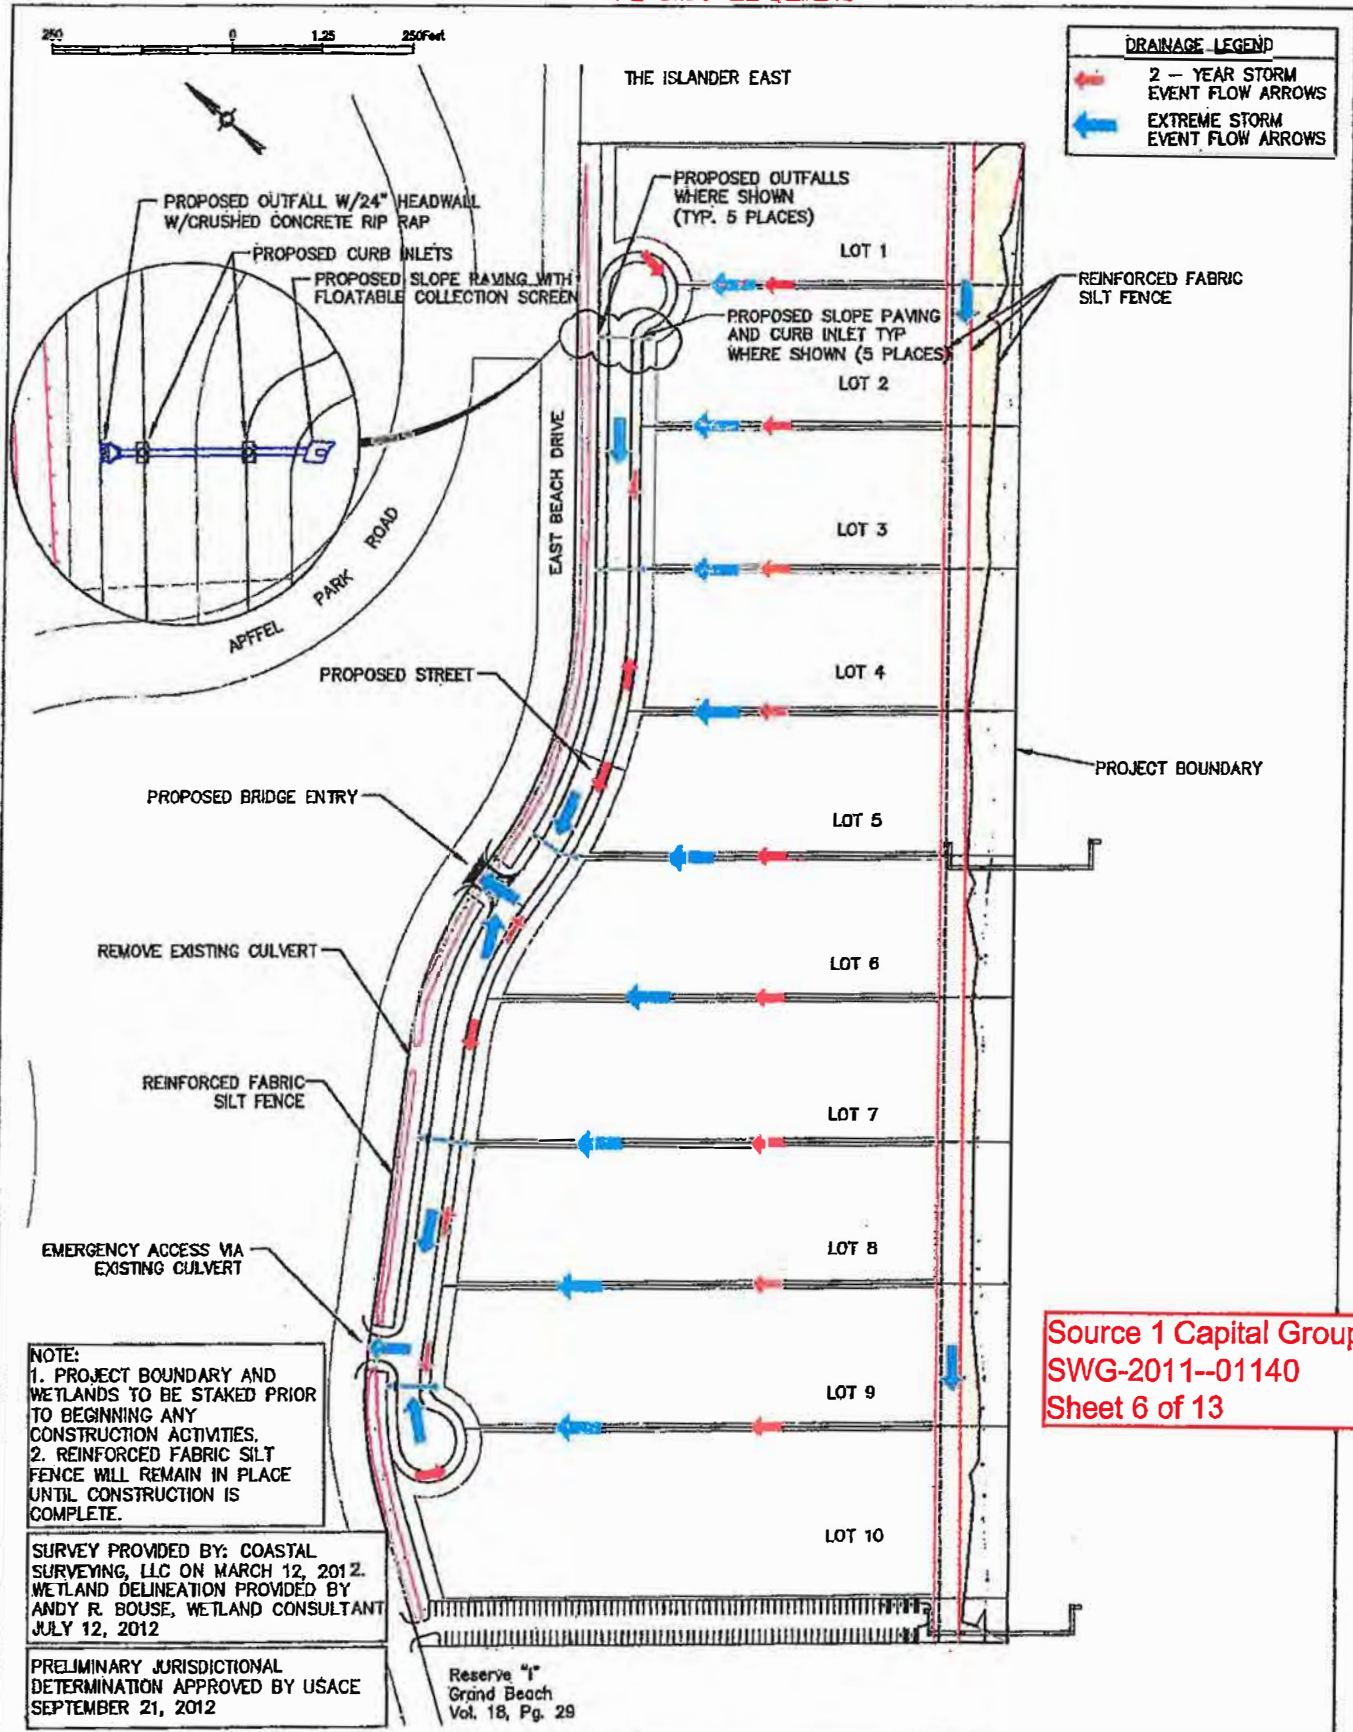 250 0 1.25 250Feet
THE ISLANDER EAST
DRAINAGE LEGEND
2 - YEAR STORM
EVENT FLOW ARROWS
EXTREME STORM
EVENT FLOW ARROWS
PROPOSED OUTFALL W/24" HEADWALL
W/CRUSHED CONCRETE RIP RAP
PROPOSED CURB INLETS
PROPOSED SLOPE PAVING WITH
FLOATABLE COLLECTION SCREEN
PROPOSED OUTFALLS
WHERE SHOWN
(TYP. 5 PLACES)
LOT 1
REINFORCED FABRIC
SILT FENCE
PROPOSED SLOPE PAVING
AND CURB INLET TYP
WHERE SHOWN (5 PLACES)
LOT 2
EAST BEACH DRIVE
LOT 3
APFFEL PARK ROAD
PROPOSED STREET
LOT 4
PROJECT BOUNDARY
PROPOSED BRIDGE ENTRY
LOT 5
REMOVE EXISTING CULVERT
LOT 6
REINFORCED FABRIC
SILT FENCE
LOT 7
EMERGENCY ACCESS VIA
EXISTING CULVERT
LOT 8
Source 1 Capital Group
SWG-2011--01140
Sheet 6 of 13
LOT 9
NOTE:
1. PROJECT BOUNDARY AND
WETLANDS TO BE STAKED PRIOR
TO BEGINNING ANY
CONSTRUCTION ACTIVITIES.
2. REINFORCED FABRIC SILT
FENCE WILL REMAIN IN PLACE
UNTIL CONSTRUCTION IS
COMPLETE.
LOT 10
SURVEY PROVIDED BY: COASTAL
SURVEYING, LLC ON MARCH 12, 2012.
WETLAND DELINEATION PROVIDED BY
ANDY R. BOUSE, WETLAND CONSULTANT
JULY 12, 2012
PRELIMINARY JURISDICTIONAL
DETERMINATION APPROVED BY USACE
SEPTEMBER 21, 2012
Reserve "1"
Grand Beach
Vol. 18, Pg. 29